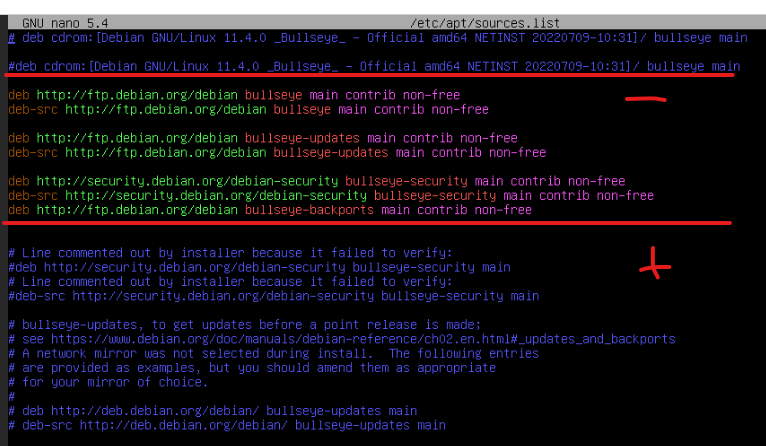 GNU nano 5.4 /etc/apt/sources.list
# deb cdrom:[Debian GNU/Linux 11.4.0 _Bullseye_ - Official amd64 NETINST 20220709-10:31]/ bullseye main
#deb cdrom:[Debian GNU/Linux 11.4.0 _Bullseye_ - Official amd64 NETINST 20220709-10:31]/ bullseye main
deb http://ftp.debian.org/debian bullseye main contrib non-free
deb-src http://ftp.debian.org/debian bullseye main contrib non-free
deb http://ftp.debian.org/debian bullseye-updates main contrib non-free
deb-src http://ftp.debian.org/debian bullseye-updates main contrib non-free
deb http://security.debian.org/debian-security bullseye-security main contrib non-free
deb-src http://security.debian.org/debian-security bullseye-security main contrib non-free
deb http://ftp.debian.org/debian bullseye-backports main contrib non-free
# Line commented out by installer because it failed to verify:
#deb http://security.debian.org/debian-security bullseye-security main
# Line commented out by installer because it failed to verify:
#deb-src http://security.debian.org/debian-security bullseye-security main
# bullseye-updates, to get updates before a point release is made;
# see https://www.debian.org/doc/manuals/debian-reference/ch02.en.html#_updates_and_backports
# A network mirror was not selected during install.  The following entries
# are provided as examples, but you should amend them as appropriate
# for your mirror of choice.
#
# deb http://deb.debian.org/debian/ bullseye-updates main
# deb-src http://deb.debian.org/debian/ bullseye-updates main